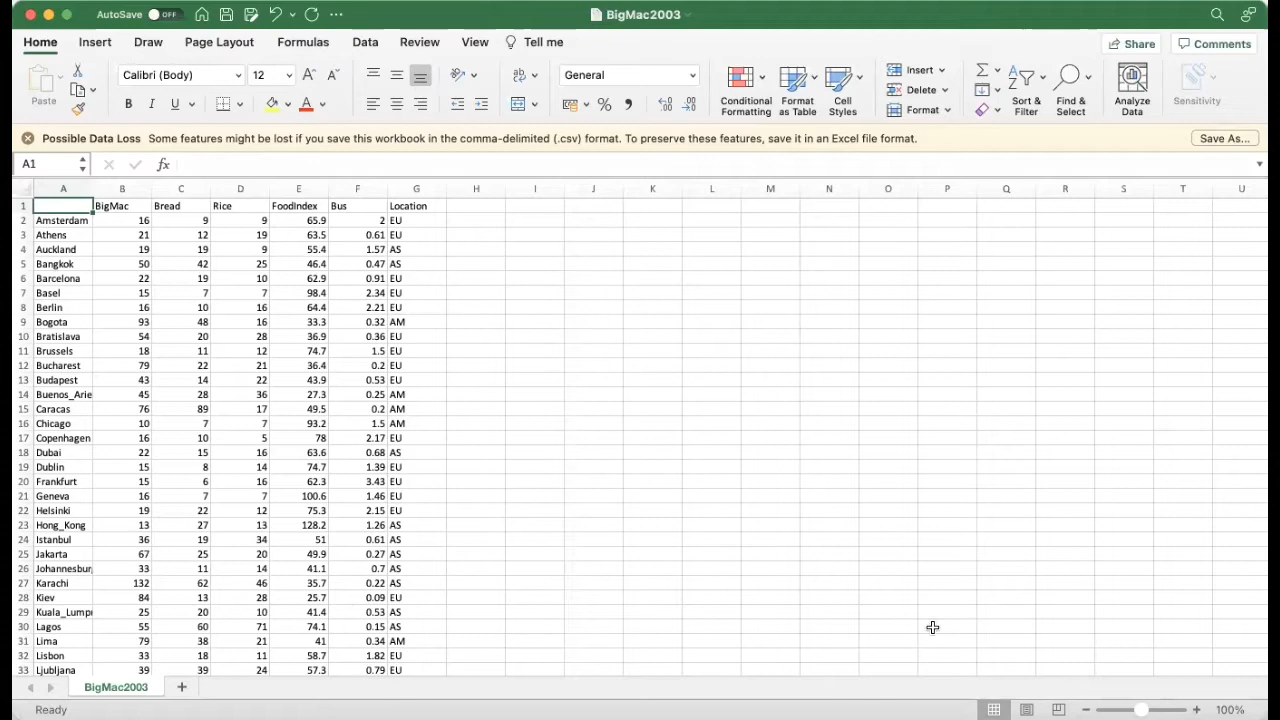 AutoSave OFF BigMac2003
Home Insert Draw Page Layout Formulas Data Review View Tell me Share Comments
Paste Calibri (Body) 12 General Conditional Formatting Format as Table Cell Styles Insert Delete Format Sort & Filter Find & Select Analyze Data Sensitivity
Possible Data Loss Some features might be lost if you save this workbook in the comma-delimited (.csv) format. To preserve these features, save it in an Excel file format. Save As...
A1 fx
A B C D E F G H I J K L M N O P Q R S T U
1 BigMac Bread Rice FoodIndex Bus Location
2 Amsterdam 16 9 9 65.9 2 EU
3 Athens 21 12 19 63.5 0.61 EU
4 Auckland 19 19 9 55.4 1.57 AS
5 Bangkok 50 42 25 46.4 0.47 AS
6 Barcelona 22 19 10 62.9 0.91 EU
7 Basel 15 7 7 98.4 2.34 EU
8 Berlin 16 10 16 64.4 2.21 EU
9 Bogota 93 48 16 33.3 0.32 AM
10 Bratislava 54 20 28 36.9 0.36 EU
11 Brussels 18 11 12 74.7 1.5 EU
12 Bucharest 79 22 21 36.4 0.2 EU
13 Budapest 43 14 22 43.9 0.53 EU
14 Buenos_Arie 45 28 36 27.3 0.25 AM
15 Caracas 76 89 17 49.5 0.2 AM
16 Chicago 10 7 7 93.2 1.5 AM
17 Copenhagen 16 10 5 78 2.17 EU
18 Dubai 22 15 16 63.6 0.68 AS
19 Dublin 15 8 14 74.7 1.39 EU
20 Frankfurt 15 6 16 62.3 3.43 EU
21 Geneva 16 7 7 100.6 1.46 EU
22 Helsinki 19 22 12 75.3 2.15 EU
23 Hong_Kong 13 27 13 128.2 1.26 AS
24 Istanbul 36 19 34 51 0.61 AS
25 Jakarta 67 25 20 49.9 0.27 AS
26 Johannesbur 33 11 14 41.1 0.7 AS
27 Karachi 132 62 46 35.7 0.22 AS
28 Kiev 84 13 28 25.7 0.09 EU
29 Kuala_Lump 25 20 10 41.4 0.53 AS
30 Lagos 55 60 71 74.1 0.15 AS
31 Lima 79 38 21 41 0.34 AM
32 Lisbon 33 18 11 58.7 1.82 EU
33 Ljubljana 39 39 24 57.3 0.79 EU
BigMac2003
Ready 100%